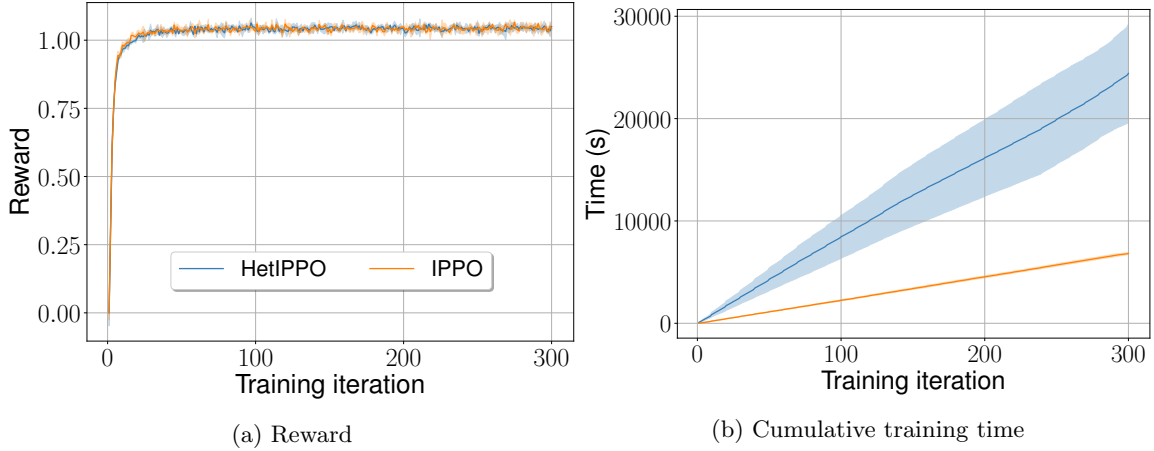 1.00
0.75
0.50
0.25
0.00
Reward
HetIPPO
IPPO
0
100
200
300
Training iteration
(a) Reward
30000
20000
10000
0
Time (s)
0
100
200
300
Training iteration
(b) Cumulative training time